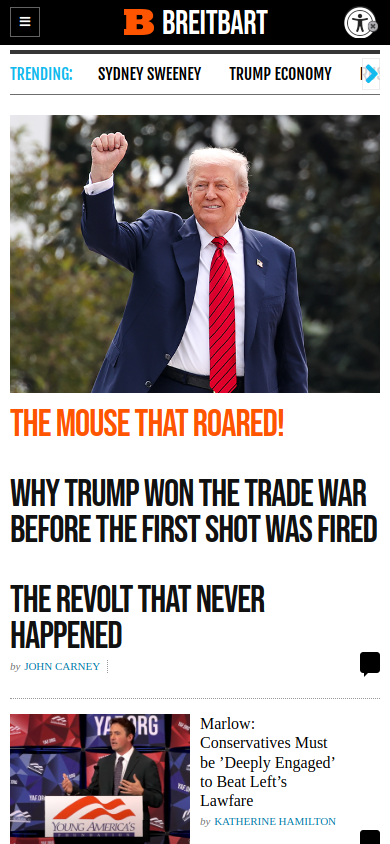 BREITBART
TRENDING:
SYDNEY SWEENEY
TRUMP ECONOMY
THE MOUSE THAT ROARED!
WHY TRUMP WON THE TRADE WAR
BEFORE THE FIRST SHOT WAS FIRED
THE REVOLT THAT NEVER
HAPPENED
by JOHN CARNEY
YAF.ORG
YOUNG AMERICA'S
Marlow:
Conservatives Must
be ’Deeply Engaged’
to Beat Left’s
Lawfare
by KATHERINE HAMILTON